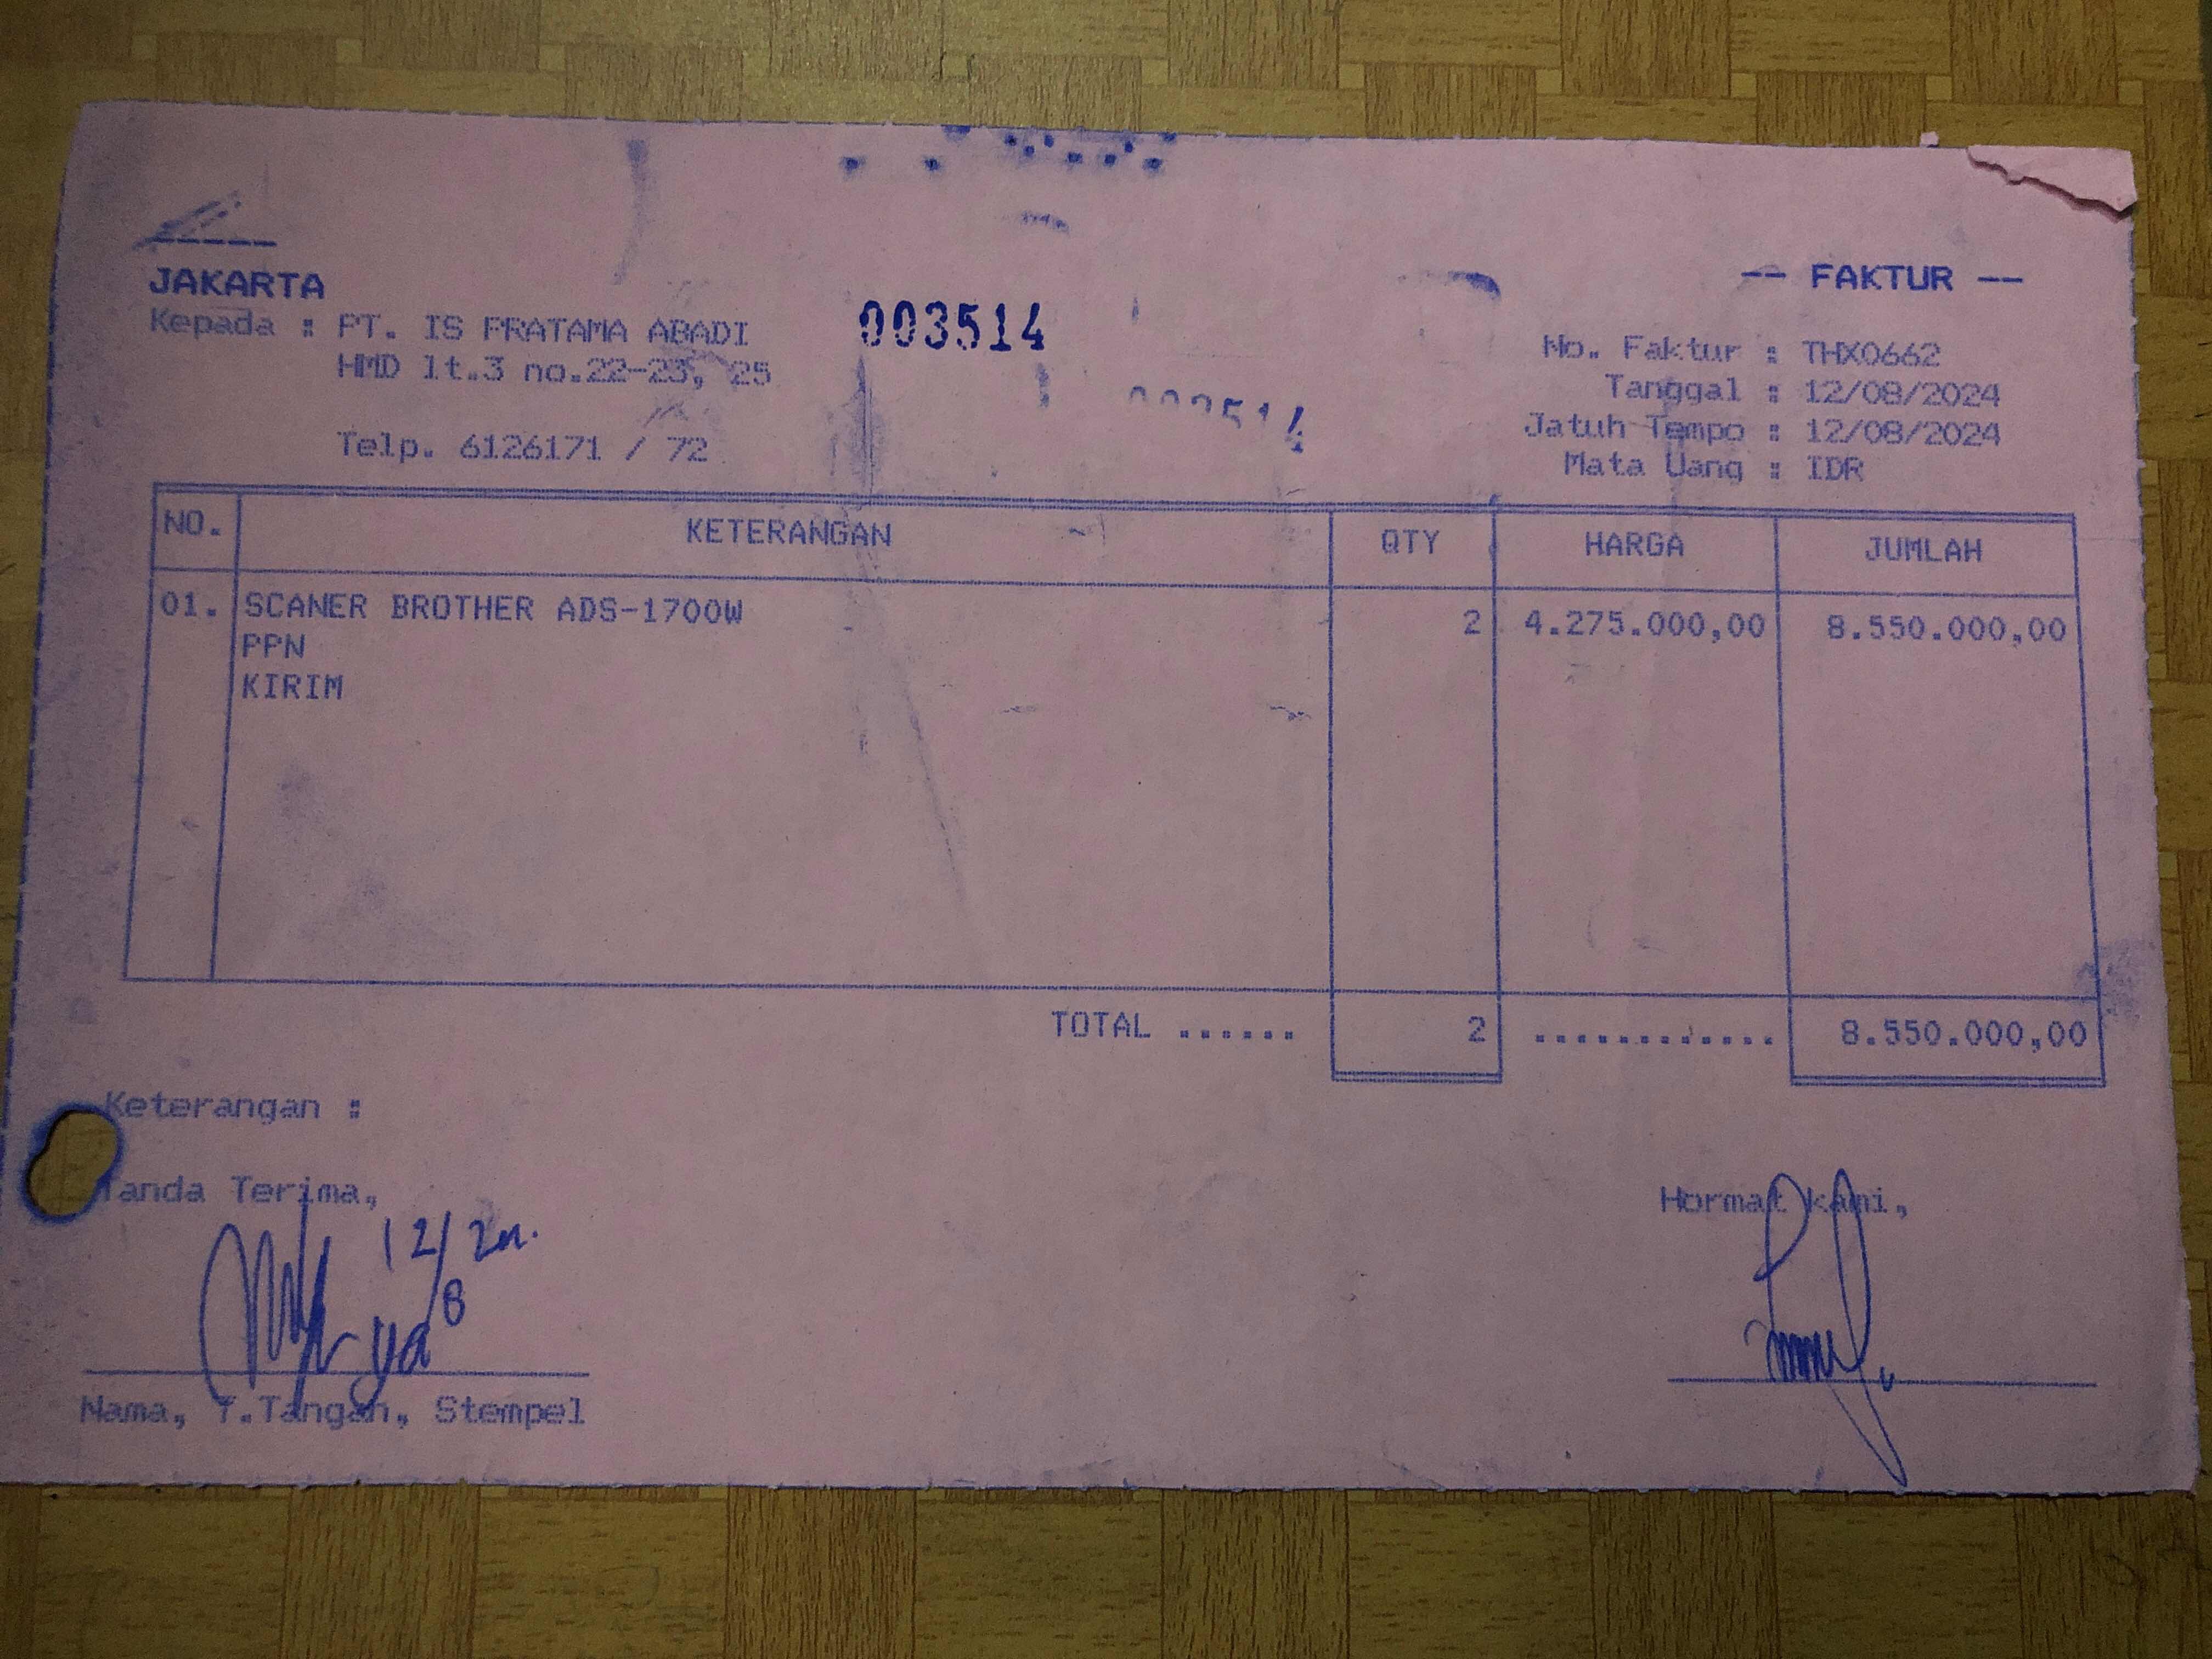 JAKARTA
-- FAKTUR --
Kepada : PT. IS PRATAMA ABADI
003514
HMD lt.3 no.22-23, 25
No. Faktur : THX0662
Tanggal : 12/08/2024
003514
Telp. 6126171 / 72
Jatuh Tempo : 12/08/2024
Mata Uang : IDR
NO. KETERANGAN QTY HARGA JUMLAH
01. SCANER BROTHER ADS-1700W 2 4.275.000,00 8.550.000,00
PPN
KIRIM
TOTAL ...... 2 ............ 8.550.000,00
Keterangan :
Tanda Terima,
Hormat kami,
12/8
Nama, T.Tangan, Stempel